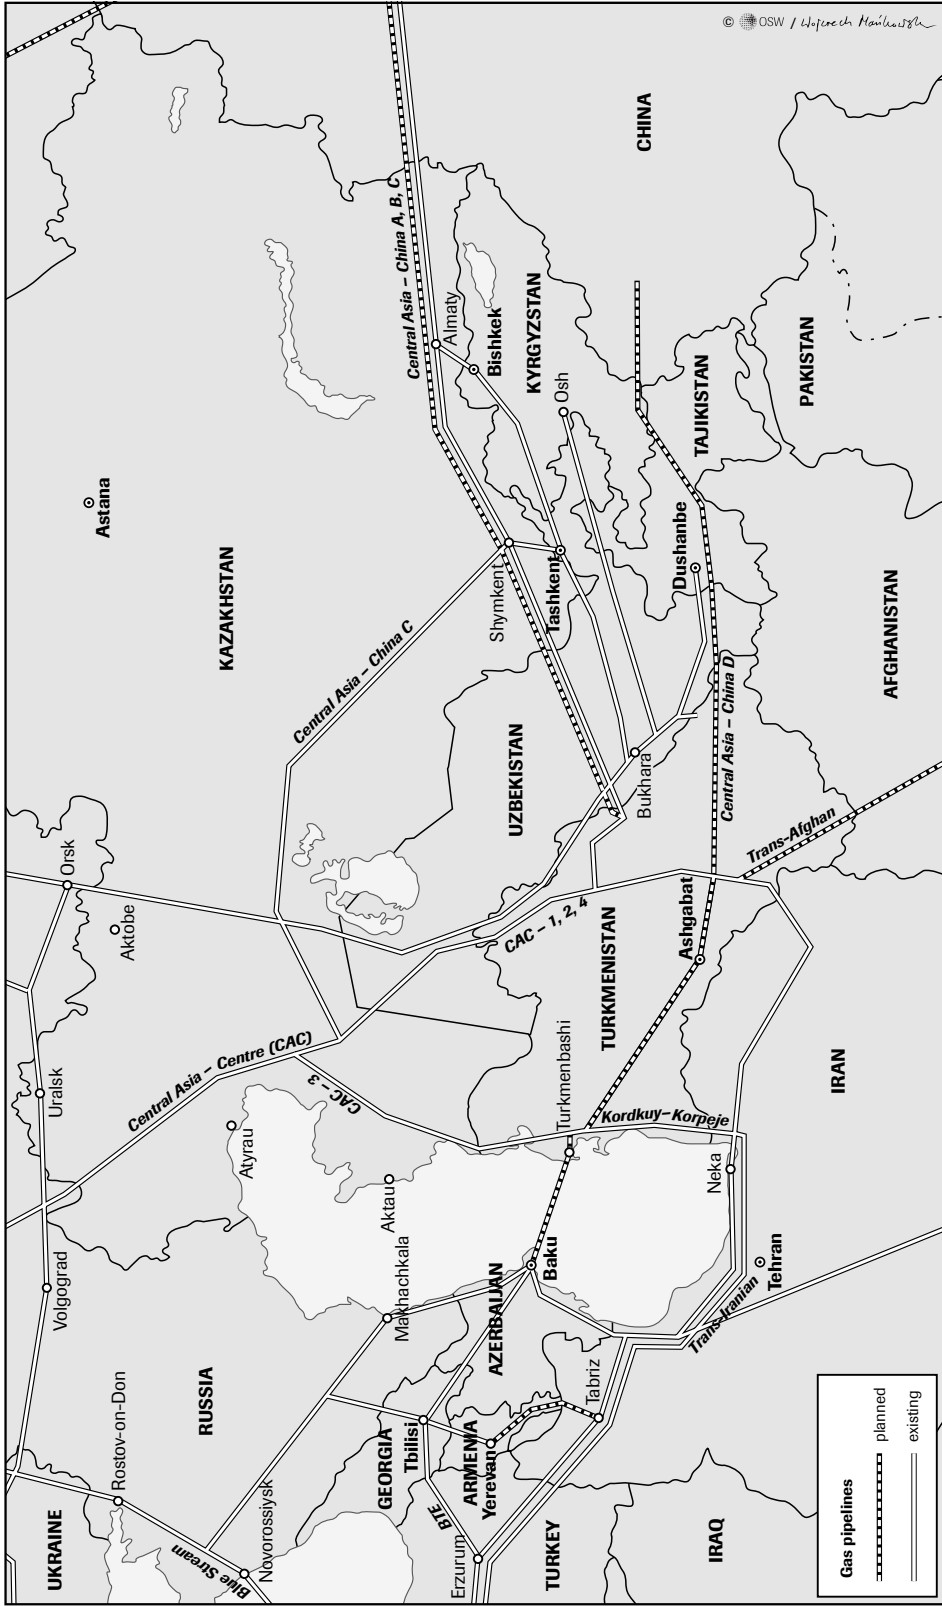 © OSW / Wojciech Mańkowski
UKRAINE
RUSSIA
KAZAKHSTAN
CHINA
GEORGIA
ARMENIA
AZERBAIJAN
TURKEY
IRAQ
IRAN
TURKMENISTAN
UZBEKISTAN
KYRGYZSTAN
TAJIKISTAN
AFGHANISTAN
PAKISTAN
Rostov-on-Don
Volgograd
Uralsk
Orsk
Aktobe
Astana
Atyrau
Aktau
Makhachkala
Novorossiysk
Tbilisi
Yerevan
Erzurum
Tabriz
Baku
Turkmenbashi
Neka
Tehran
Ashgabat
Bukhara
Shymkent
Tashkent
Dushanbe
Osh
Bishkek
Almaty
Blue Stream
BTE
Central Asia – Centre (CAC)
CAC – 3
CAC – 1, 2, 4
Central Asia – China C
Central Asia – China A, B, C
Central Asia – China D
Trans-Afghan
Kordkuy–Korpeje
Trans-Iranian
Gas pipelines
planned
existing